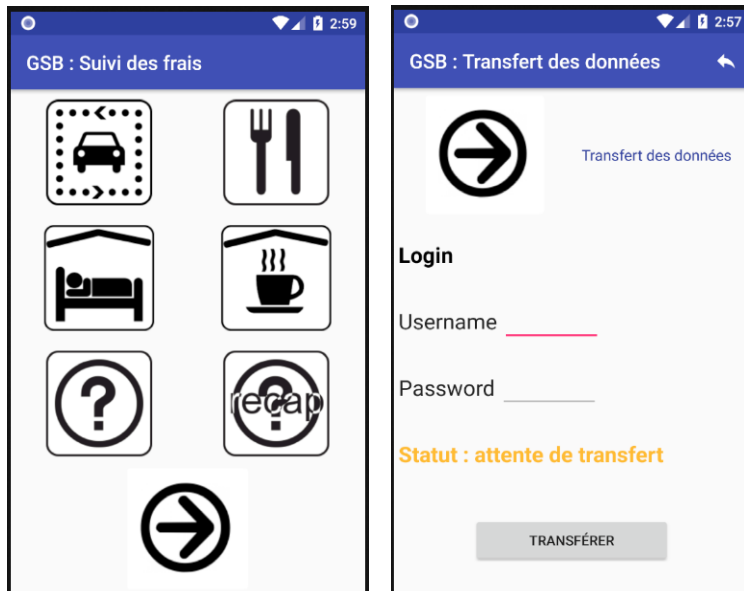 2:59
GSB : Suivi des frais
?
?
recap
2:57
GSB : Transfert des données
Transfert des données
Login
Username
Password
Statut : attente de transfert
TRANSFÉRER